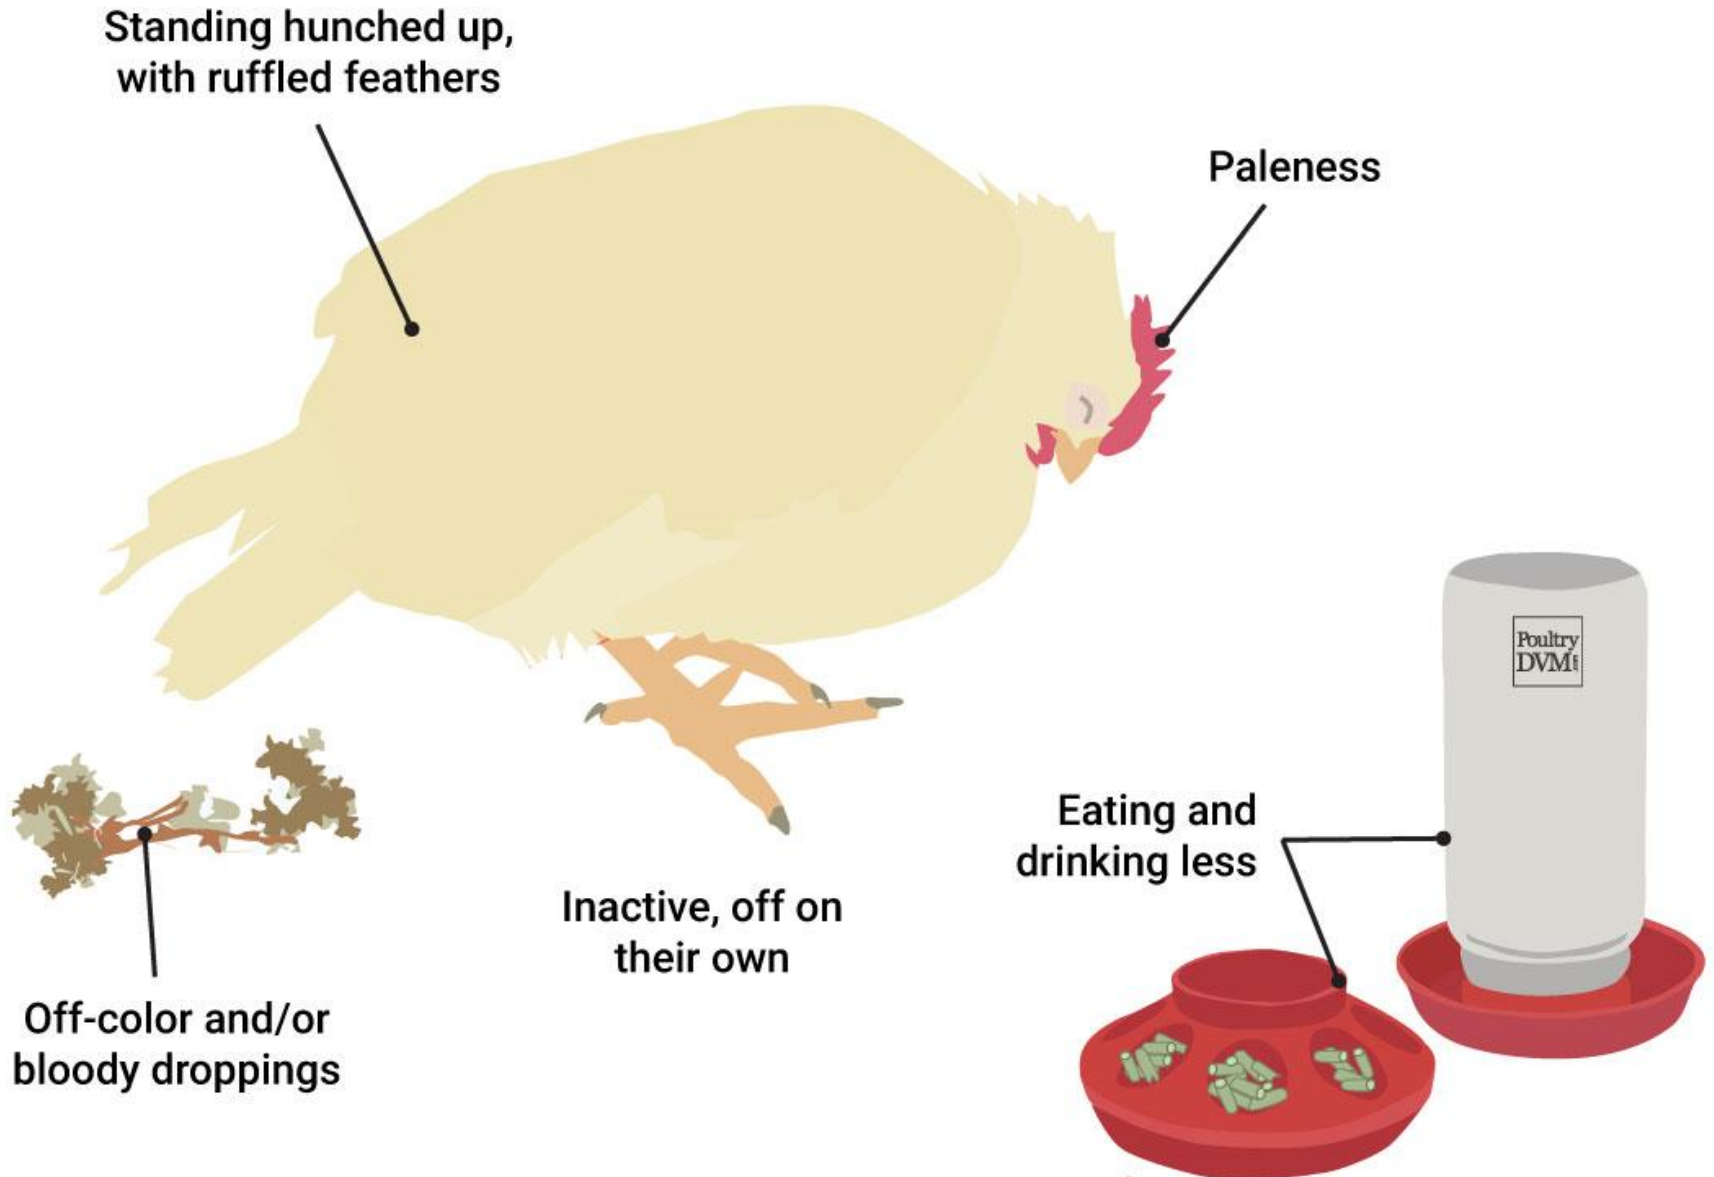 Standing hunched up,
with ruffled feathers
Paleness
Poultry
DVM
Eating and
drinking less
Inactive, off on
their own
Off-color and/or
bloody droppings